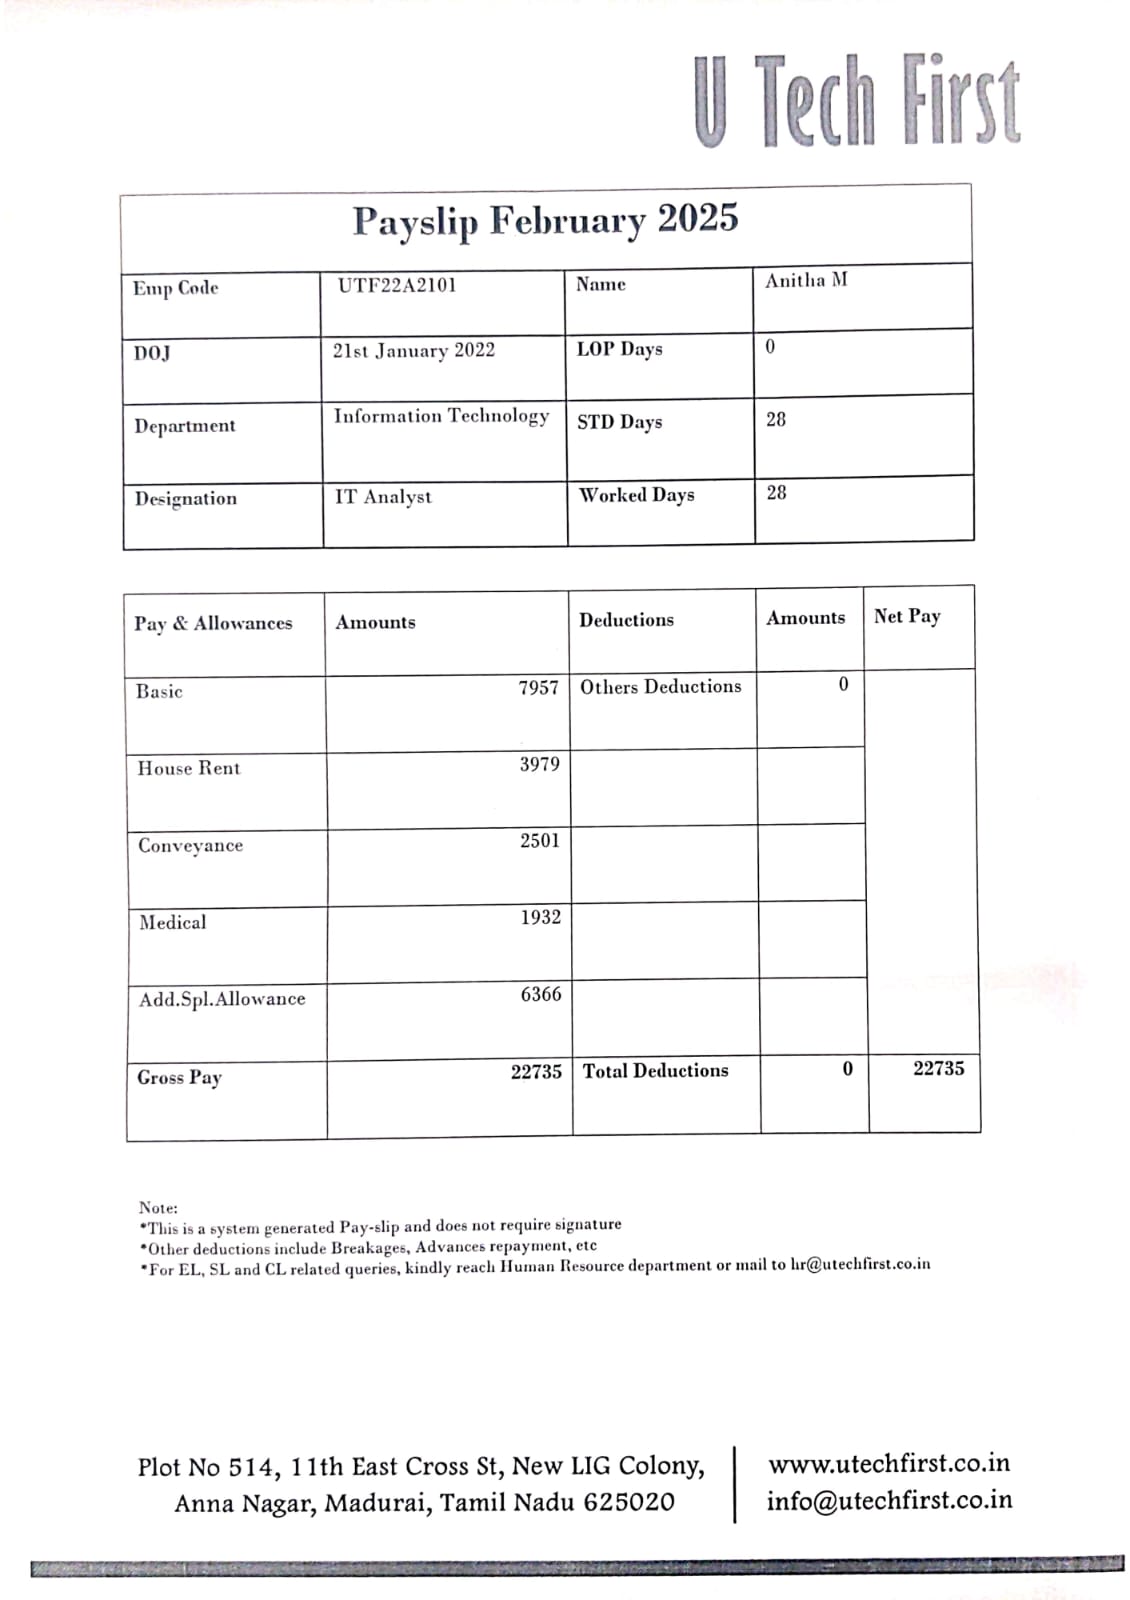 U Tech First
Payslip February 2025
Emp Code UTF22A2101 Name Anitha M
DOJ 21st January 2022 LOP Days 0
Department Information Technology STD Days 28
Designation IT Analyst Worked Days 28
Pay & Allowances Amounts Deductions Amounts Net Pay
Basic 7957 Others Deductions 0
House Rent 3979
Conveyance 2501
Medical 1932
Add.Spl.Allowance 6366
Gross Pay 22735 Total Deductions 0 22735
Note:
*This is a system generated Pay-slip and does not require signature
*Other deductions include Breakages, Advances repayment, etc
*For EL, SL and CL related queries, kindly reach Human Resource department or mail to hr@utechfirst.co.in
Plot No 514, 11th East Cross St, New LIG Colony,
Anna Nagar, Madurai, Tamil Nadu 625020
www.utechfirst.co.in
info@utechfirst.co.in